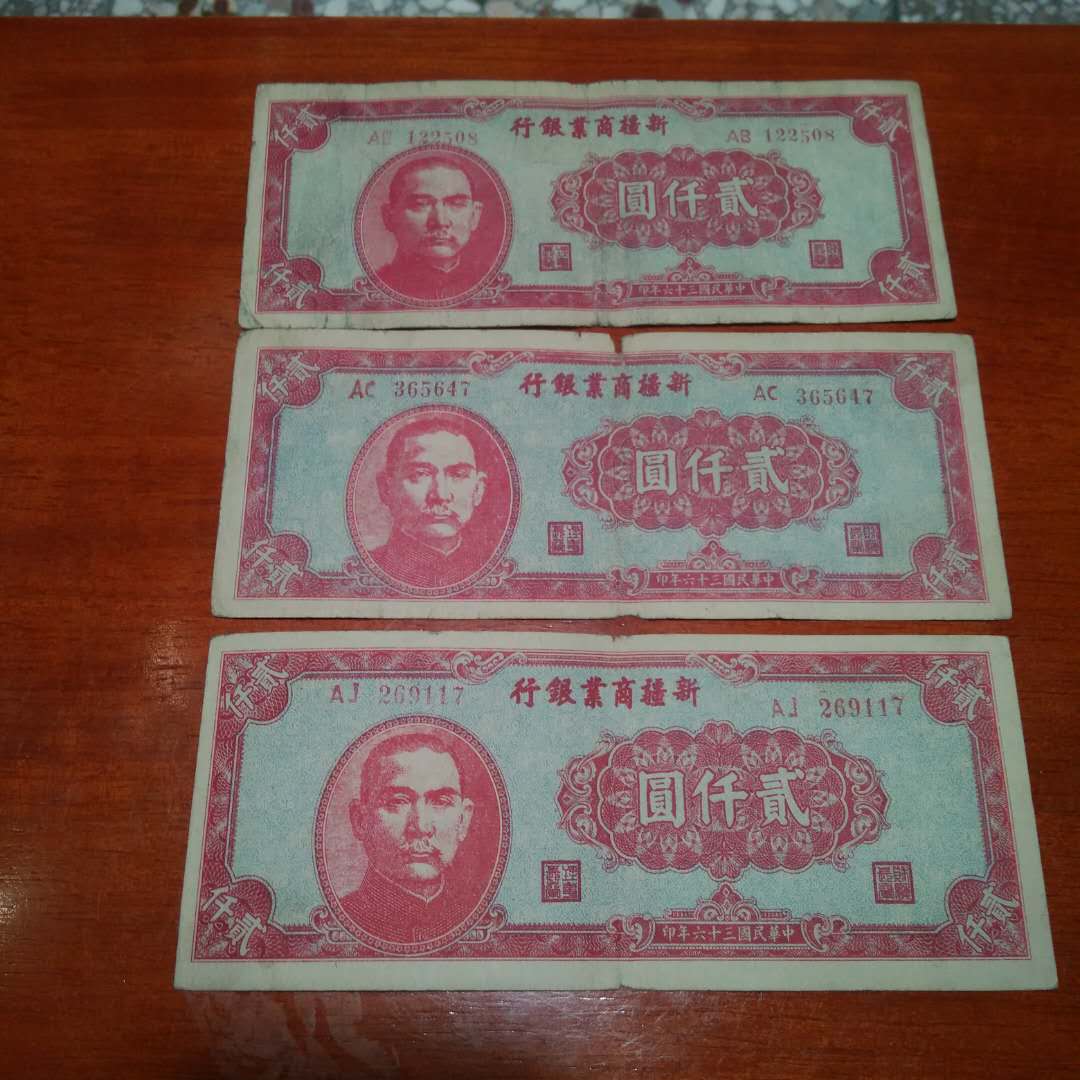 貳仟
新疆商業銀行
貳仟
AB 122508
AB 122508
貳仟圓
貳仟
中華民國三十六年印
貳仟
貳仟
新疆商業銀行
貳仟
AC 365647
AC 365647
貳仟圓
貳仟
中華民國三十六年印
貳仟
貳仟
新疆商業銀行
貳仟
AJ 269117
AJ 269117
貳仟圓
貳仟
中華民國三十六年印
貳仟